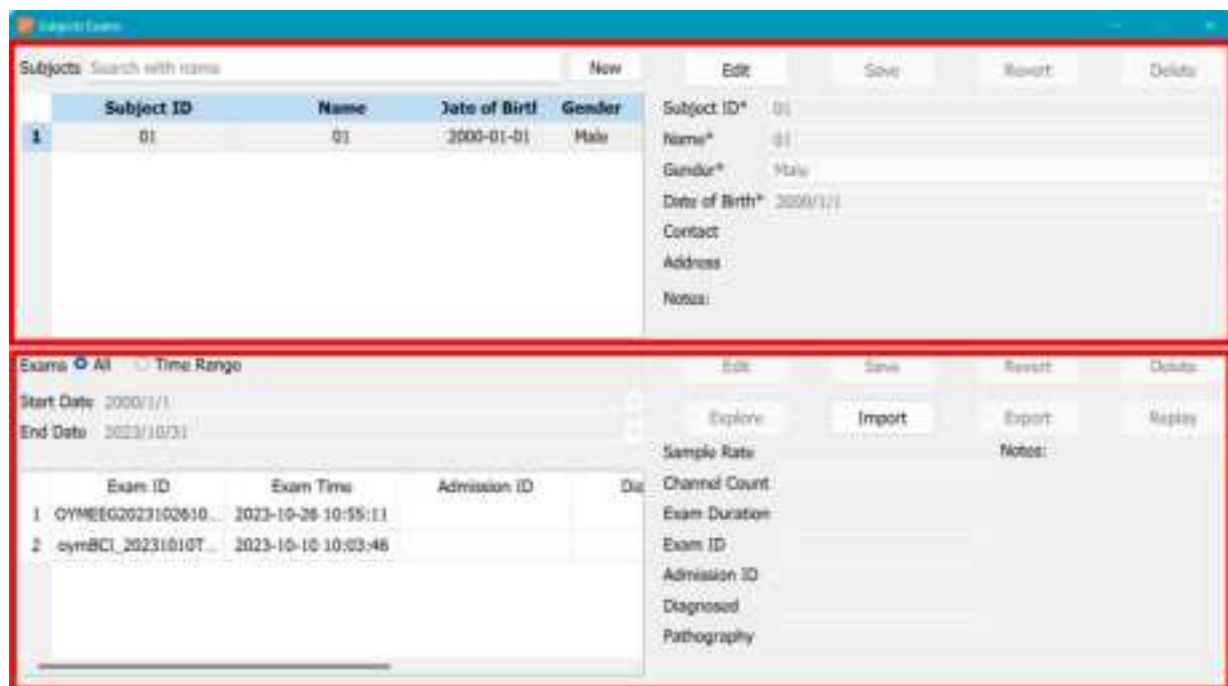 Subjects Exams
Subjects Search with name New
Edit Save Revert Delete
Subject ID Name Date of Birtl Gender
1 01 01 2000-01-01 Male
Subject ID* 01
Name* 01
Gender* Male
Date of Birth* 2000/1/1
Contact
Address
Notes:
Exams All Time Range
Start Date 2000/1/1
End Date 2023/10/31
Exam ID Exam Time Admission ID Dia
1 OYMEEG2023102610... 2023-10-26 10:55:11
2 oymBCI_20231010T... 2023-10-10 10:03:46
Edit Save Revert Delete
Explore Import Export Replay
Sample Rate Notes:
Channel Count
Exam Duration
Exam ID
Admission ID
Diagnosed
Pathography